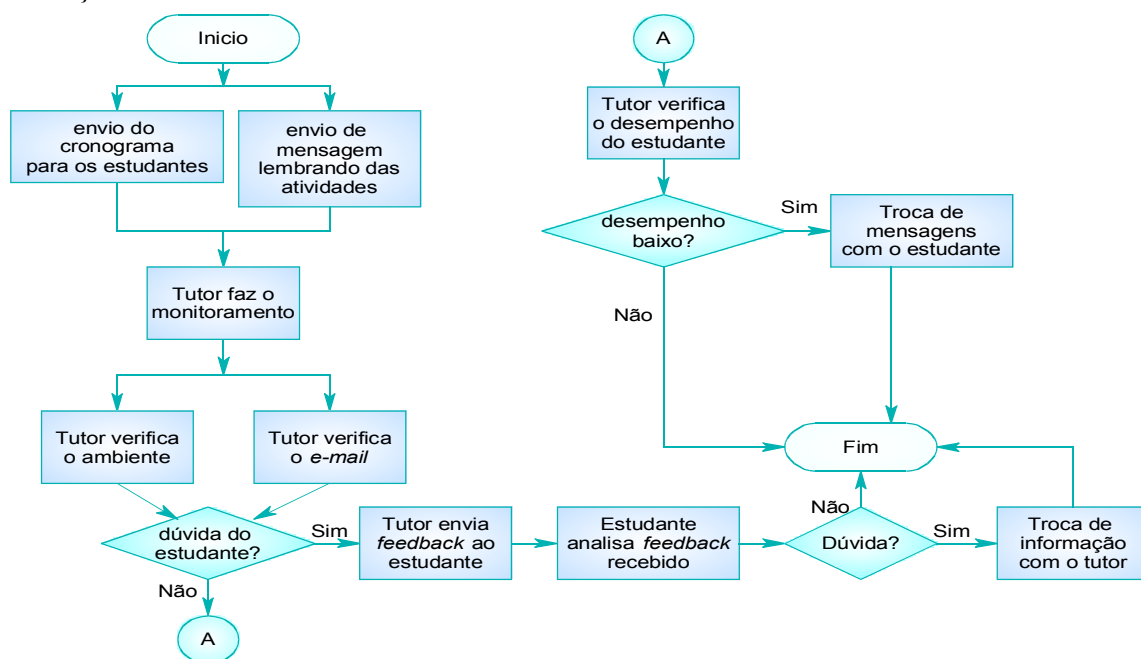 Inicio
envio do
cronograma
para os estudantes
envio de
mensagem
lembrando das
atividades
Tutor faz o
monitoramento
Tutor verifica
o ambiente
Tutor verifica
o e-mail
dúvida do
estudante?
Sim
Não
A
Tutor envia
feedback ao
estudante
Estudante
analisa feedback
recebido
Dúvida?
Não
Sim
Troca de
informação
com o tutor
Fim
A
Tutor verifica
o desempenho
do estudante
desempenho
baixo?
Sim
Não
Troca de
mensagens
com o estudante